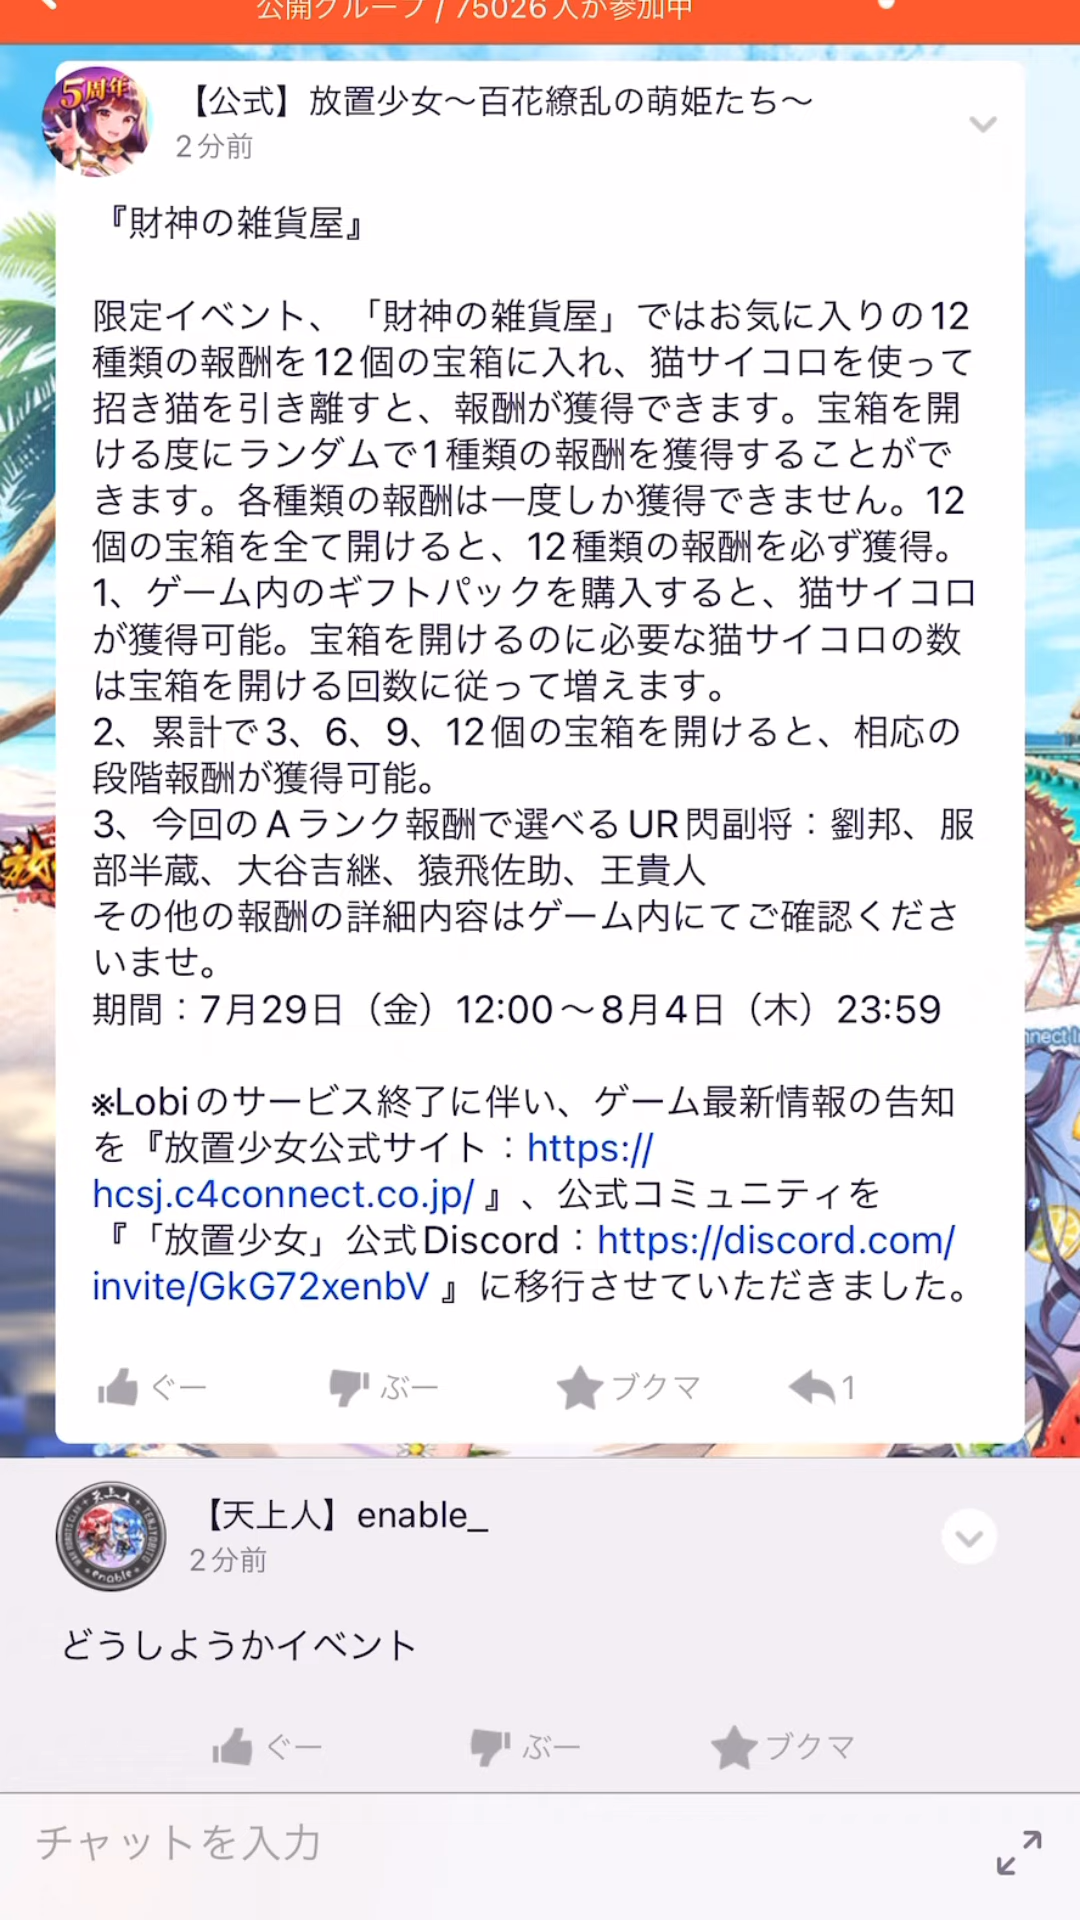 公開グループ / 75026人が参加中
5周年
【公式】放置少女〜百花繚乱の萌姫たち〜
2分前
『財神の雑貨屋』
限定イベント、「財神の雑貨屋」ではお気に入りの12
種類の報酬を12個の宝箱に入れ、猫サイコロを使って
招き猫を引き離すと、報酬が獲得できます。宝箱を開
ける度にランダムで1種類の報酬を獲得することがで
きます。各種類の報酬は一度しか獲得できません。12
個の宝箱を全て開けると、12種類の報酬を必ず獲得。
1、ゲーム内のギフトパックを購入すると、猫サイコロ
が獲得可能。宝箱を開けるのに必要な猫サイコロの数
は宝箱を開ける回数に従って増えます。
2、累計で3、6、9、12個の宝箱を開けると、相応の
段階報酬が獲得可能。
3、今回のAランク報酬で選べるUR閃副将：劉邦、服
部半蔵、大谷吉継、猿飛佐助、王貴人
その他の報酬の詳細内容はゲーム内にてご確認くださ
いませ。
期間：7月29日（金）12:00〜8月4日（木）23:59
※Lobiのサービス終了に伴い、ゲーム最新情報の告知
を『放置少女公式サイト：https://
hcsj.c4connect.co.jp/ 』、公式コミュニティを
『「放置少女」公式Discord：https://discord.com/
invite/GkG72xenbV 』に移行させていただきました。
ぐー ぶー ブクマ 1
【天上人】enable_
2分前
どうしようかイベント
ぐー ぶー ブクマ
チャットを入力